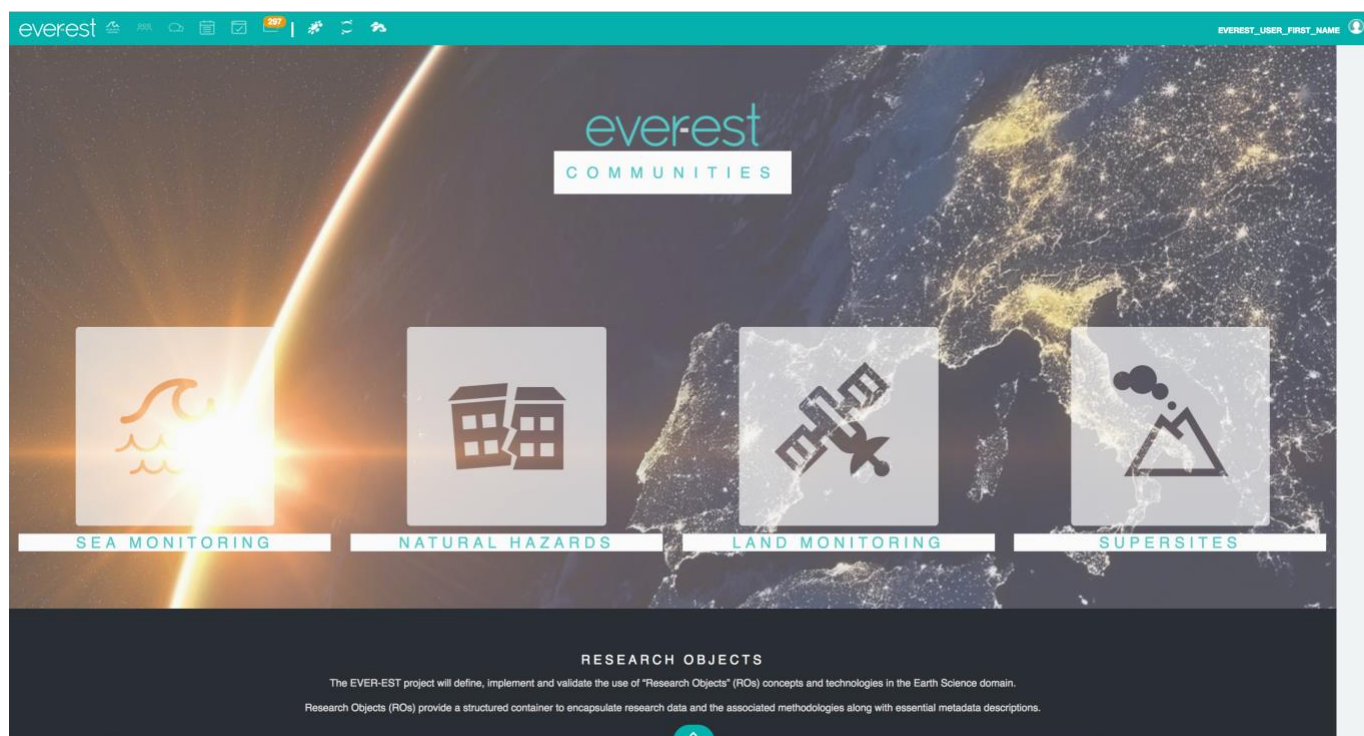 everest
297
EVEREST_USER_FIRST_NAME
ever-est
COMMUNITIES
SEA MONITORING
NATURAL HAZARDS
LAND MONITORING
SUPERSITES
RESEARCH OBJECTS
The EVER-EST project will define, implement and validate the use of "Research Objects" (ROs) concepts and technologies in the Earth Science domain.
Research Objects (ROs) provide a structured container to encapsulate research data and the associated methodologies along with essential metadata descriptions.